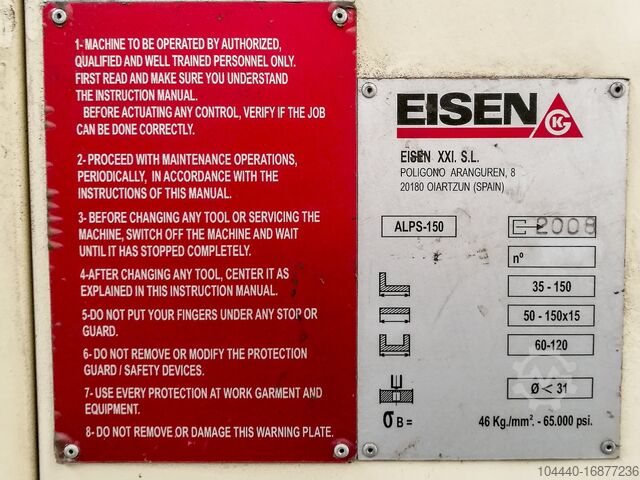 1- MACHINE TO BE OPERATED BY AUTHORIZED,
QUALIFIED AND WELL TRAINED PERSONNEL ONLY.
FIRST READ AND MAKE SURE YOU UNDERSTAND
THE INSTRUCTION MANUAL.
BEFORE ACTUATING ANY CONTROL, VERIFY IF THE JOB
CAN BE DONE CORRECTLY.
2- PROCEED WITH MAINTENANCE OPERATIONS,
PERIODICALLY, IN ACCORDANCE WITH THE
INSTRUCTIONS OF THIS MANUAL.
3- BEFORE CHANGING ANY TOOL OR SERVICING THE
MACHINE, SWITCH OFF THE MACHINE AND WAIT
UNTIL IT HAS STOPPED COMPLETELY.
4-AFTER CHANGING ANY TOOL, CENTER IT AS
EXPLAINED IN THIS INSTRUCTION MANUAL.
5-DO NOT PUT YOUR FINGERS UNDER ANY STOP OR
GUARD.
6- DO NOT REMOVE OR MODIFY THE PROTECTION
GUARD / SAFETY DEVICES.
7- USE EVERY PROTECTION AT WORK GARMENT AND
EQUIPMENT.
8- DO NOT REMOVE OR DAMAGE THIS WARNING PLATE.
EISEN GK
EISEN XXI. S.L.
POLIGONO ARANGUREN, 8
20180 OIARTZUN (SPAIN)
ALPS-150
2008
nº
35 - 150
50 - 150x15
60-120
Ø < 31
σB = 46 Kg./mm². - 65.000 psi.
104440-16877236